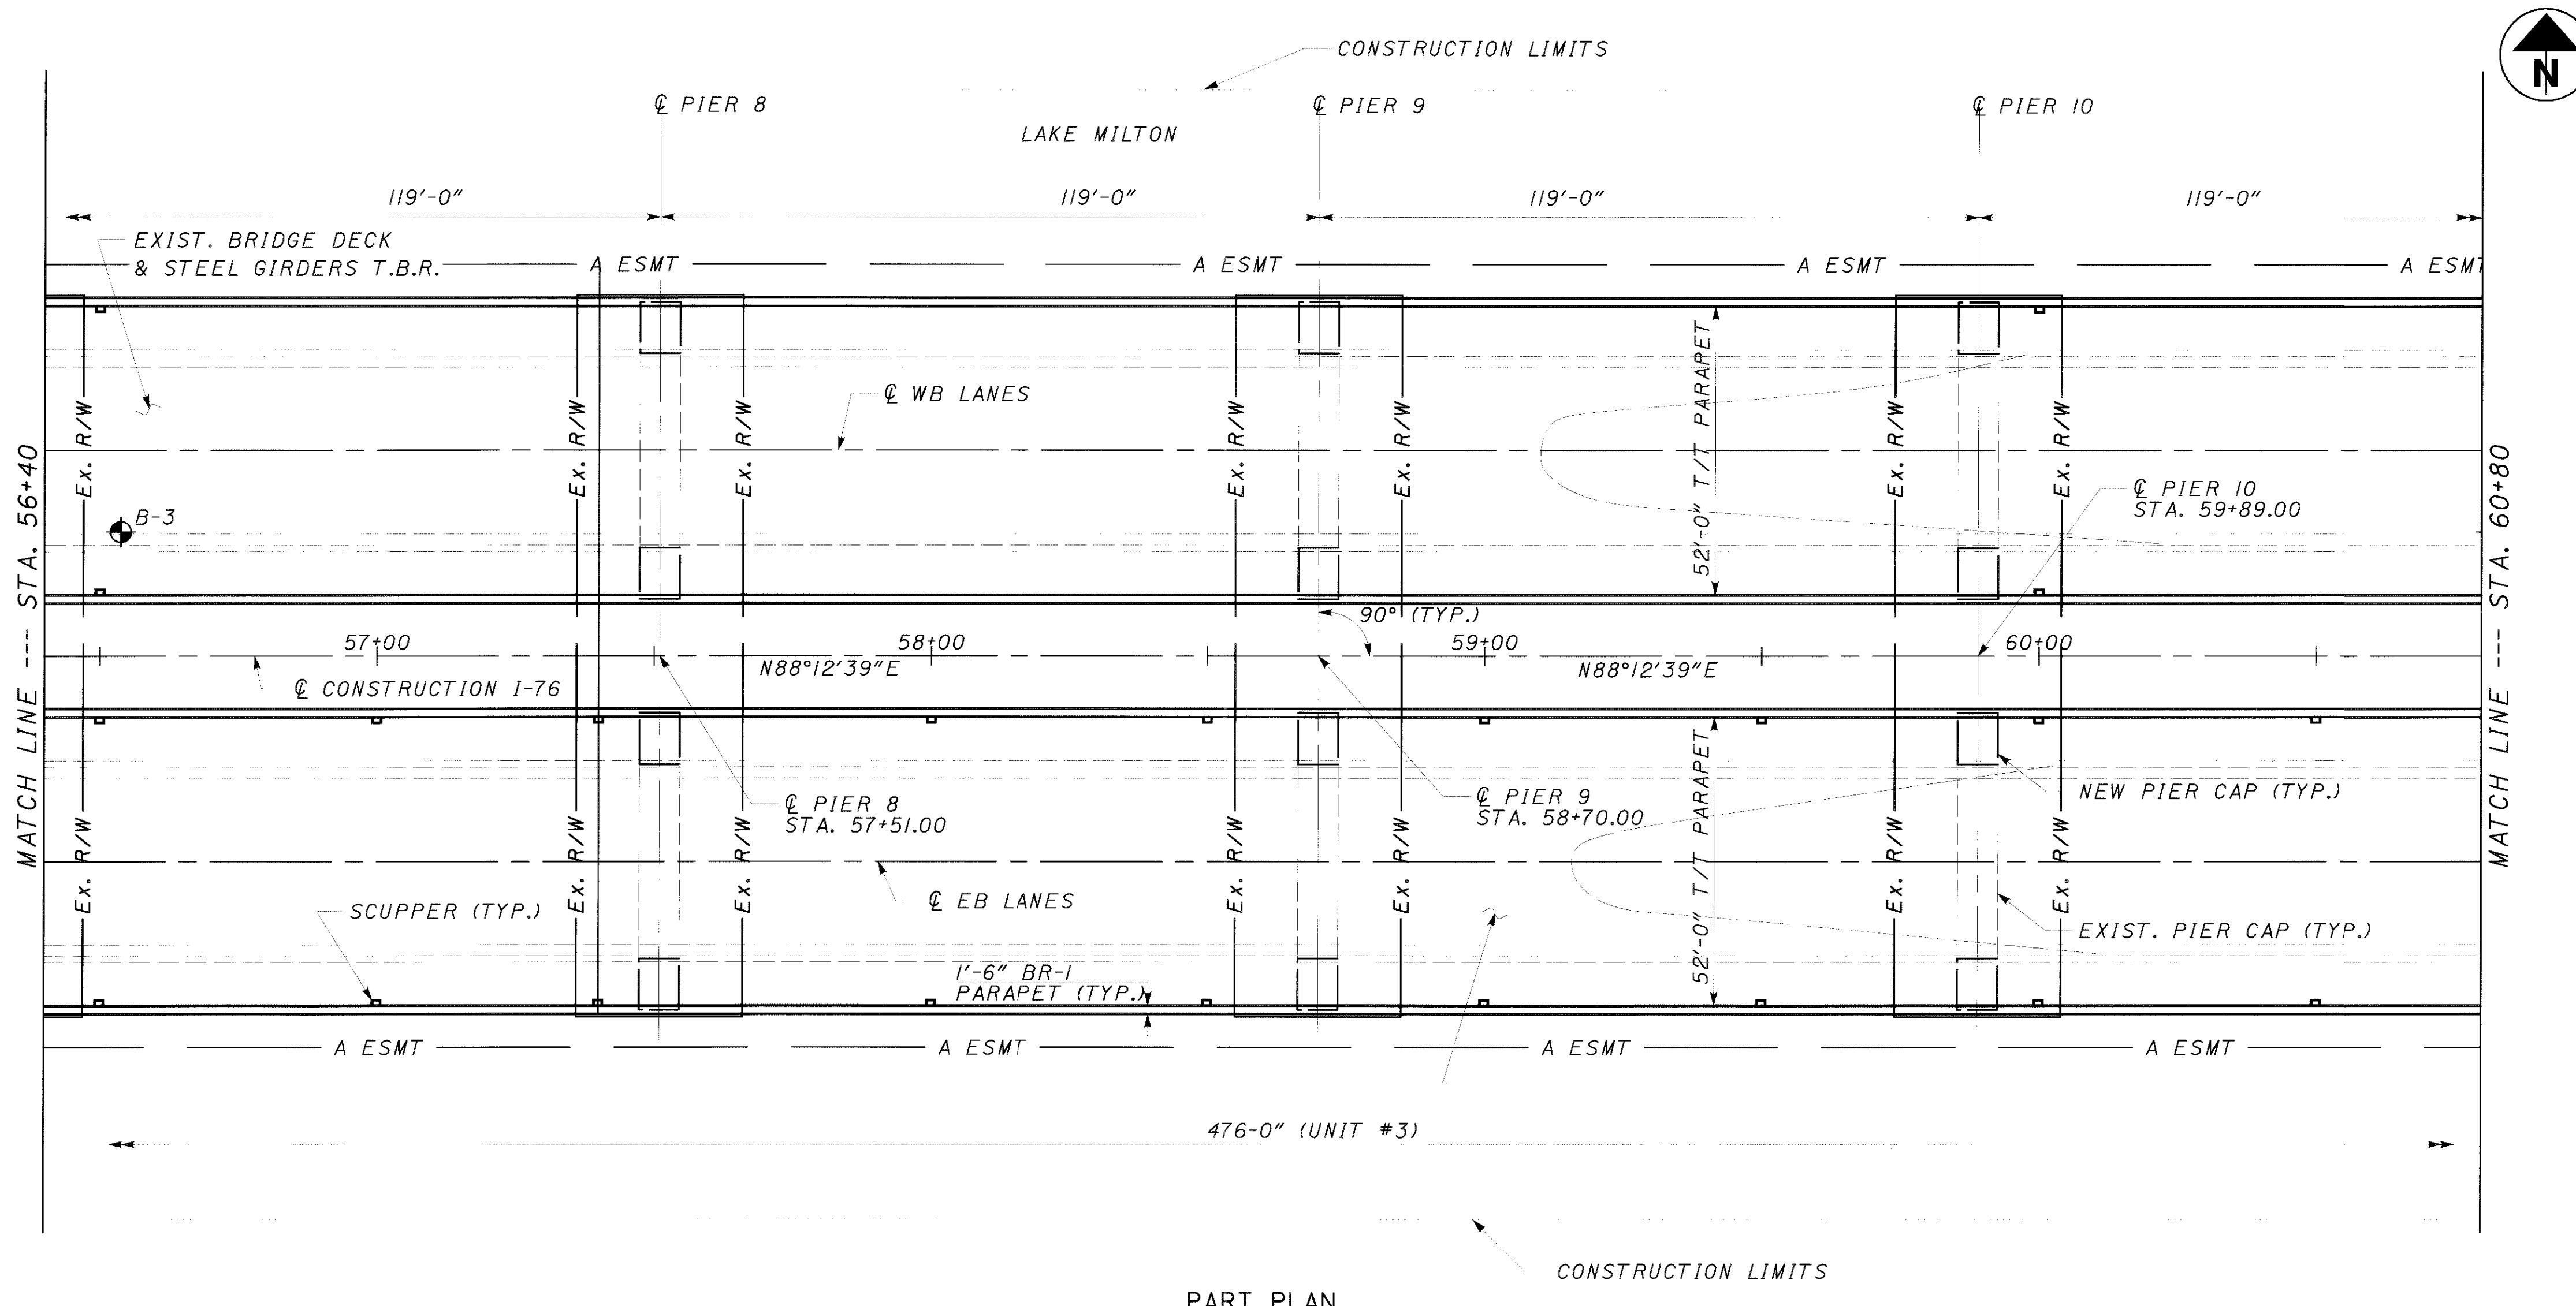 CONSTRUCTION LIMITS
N
℄ PIER 8
℄ PIER 9
℄ PIER 10
LAKE MILTON
119'-0"
119'-0"
119'-0"
119'-0"
EXIST. BRIDGE DECK
& STEEL GIRDERS T.B.R.
A ESMT
A ESMT
A ESMT
A ESMT
℄ WB LANES
Ex. R/W
Ex. R/W
Ex. R/W
Ex. R/W
Ex. R/W
Ex. R/W
Ex. R/W
52'-0" T/T PARAPET
MATCH LINE --- STA. 56+40
MATCH LINE --- STA. 60+80
B-3
℄ PIER 10
STA. 59+89.00
90° (TYP.)
57+00
58+00
59+00
60+00
N88°12'39"E
N88°12'39"E
℄ CONSTRUCTION I-76
℄ PIER 8
STA. 57+51.00
℄ PIER 9
STA. 58+70.00
52'-0" T/T PARAPET
NEW PIER CAP (TYP.)
Ex. R/W
Ex. R/W
Ex. R/W
Ex. R/W
Ex. R/W
Ex. R/W
Ex. R/W
℄ EB LANES
SCUPPER (TYP.)
EXIST. PIER CAP (TYP.)
1'-6" BR-1
PARAPET (TYP.)
A ESMT
A ESMT
A ESMT
A ESMT
476-0" (UNIT #3)
CONSTRUCTION LIMITS
PART PLAN